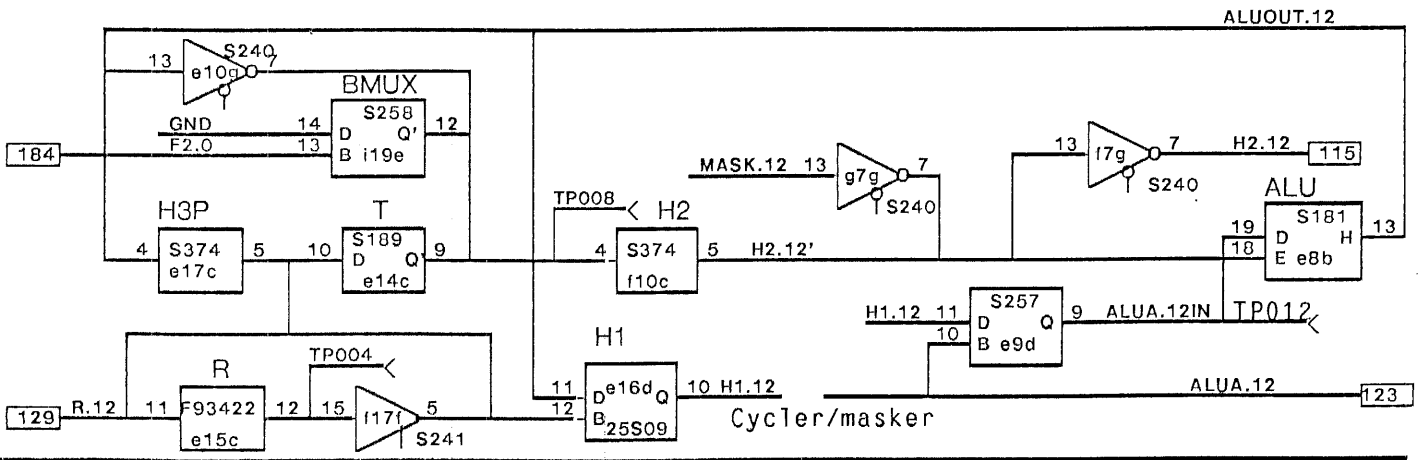 ALUOUT.12
S240
13 e10g 7
BMUX
S258
GND 14 D Q' 12
184 F2.0 13 B i19e
13 f7g 7 H2.12 115
MASK.12 13 g7g 7
S240
S240
TP008
H3P T H2 ALU
S181
4 S374 5 10 S189 9 4 S374 5 H2.12' 19 D H 13
e17c D Q' f10c 18 E e8b
e14c
S257
H1.12 11 D Q 9 ALUA.12IN TP012
10 B e9d
TP004 H1
R
11 D e16d Q 10 H1.12 ALUA.12 123
129 R.12 11 F93422 12 15 f17f 5 12 B Cycler/masker
e15c S241 25S09